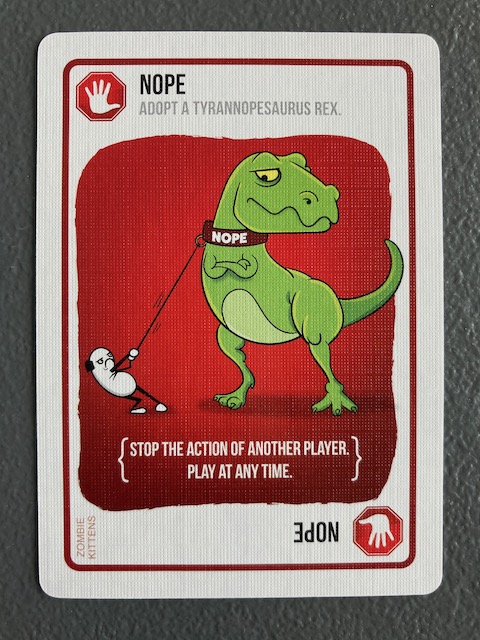 NOPE
ADOPT A TYRANNOPESAURUS REX.
NOPE
STOP THE ACTION OF ANOTHER PLAYER.
PLAY AT ANY TIME.
ZOMBIE
KITTENS
NOPE